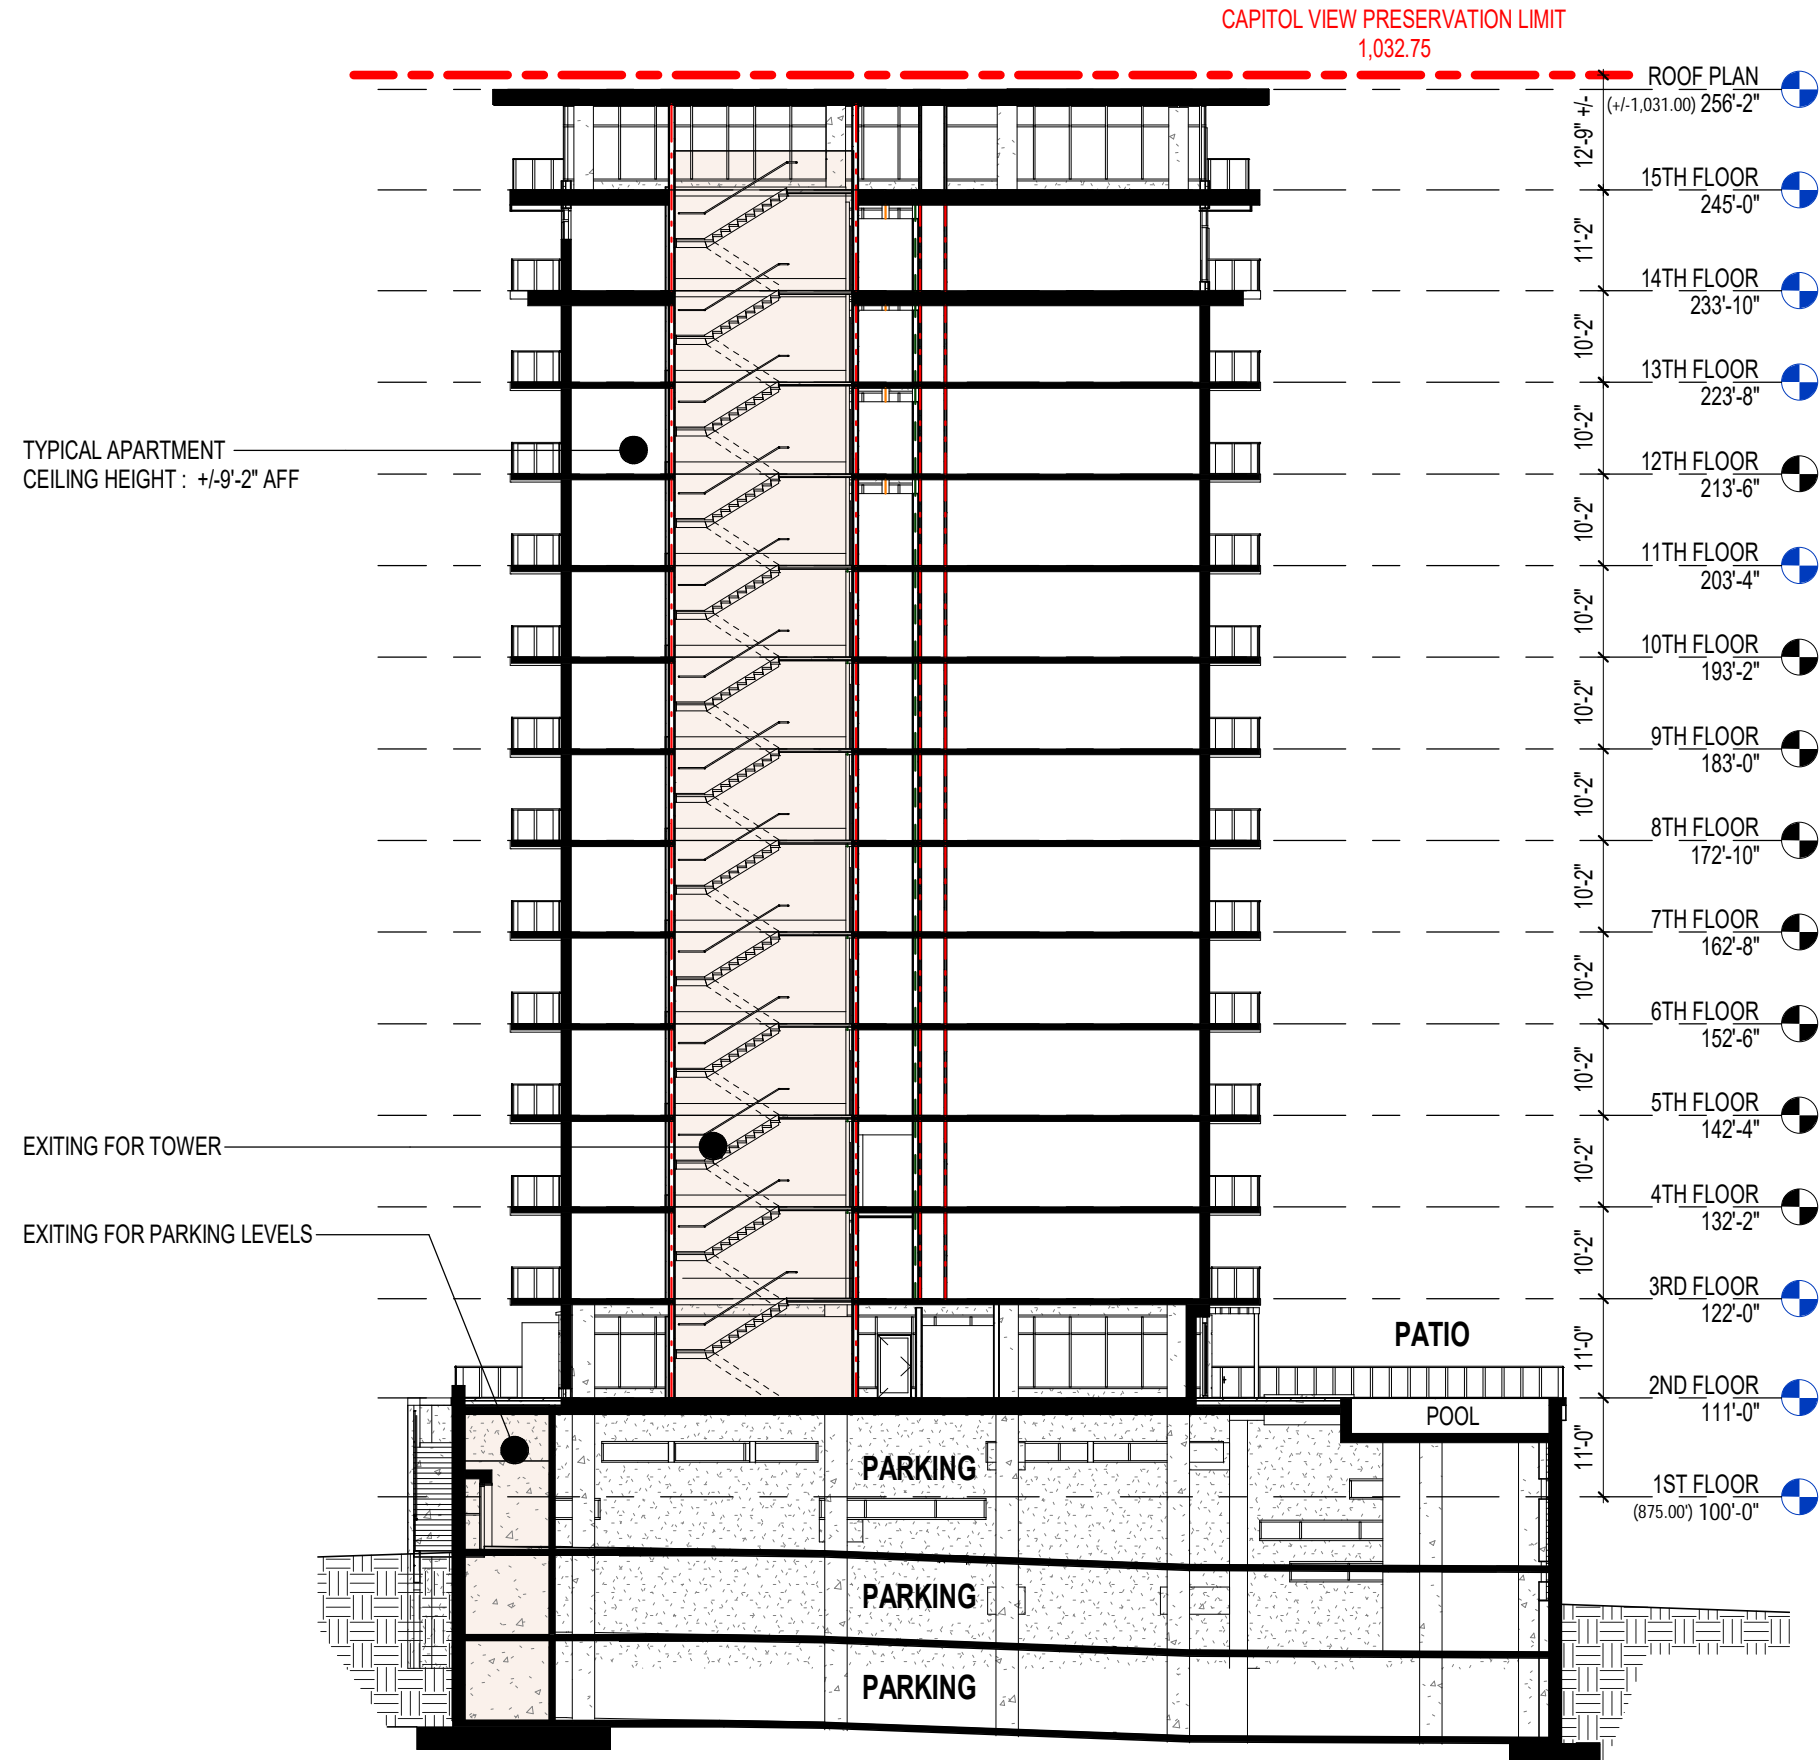 CAPITOL VIEW PRESERVATION LIMIT
1,032.75
ROOF PLAN
(+/-1,031.00) 256'-2"
12'-9" +/-
15TH FLOOR
245'-0"
11'-2"
14TH FLOOR
233'-10"
10'-2"
13TH FLOOR
223'-8"
10'-2"
TYPICAL APARTMENT
CEILING HEIGHT : +/-9'-2" AFF
12TH FLOOR
213'-6"
10'-2"
11TH FLOOR
203'-4"
10'-2"
10TH FLOOR
193'-2"
10'-2"
9TH FLOOR
183'-0"
10'-2"
8TH FLOOR
172'-10"
10'-2"
7TH FLOOR
162'-8"
10'-2"
6TH FLOOR
152'-6"
10'-2"
5TH FLOOR
142'-4"
EXITING FOR TOWER
10'-2"
4TH FLOOR
132'-2"
EXITING FOR PARKING LEVELS
10'-2"
3RD FLOOR
122'-0"
PATIO
11'-0"
2ND FLOOR
111'-0"
POOL
11'-0"
PARKING
1ST FLOOR
(875.00') 100'-0"
PARKING
PARKING